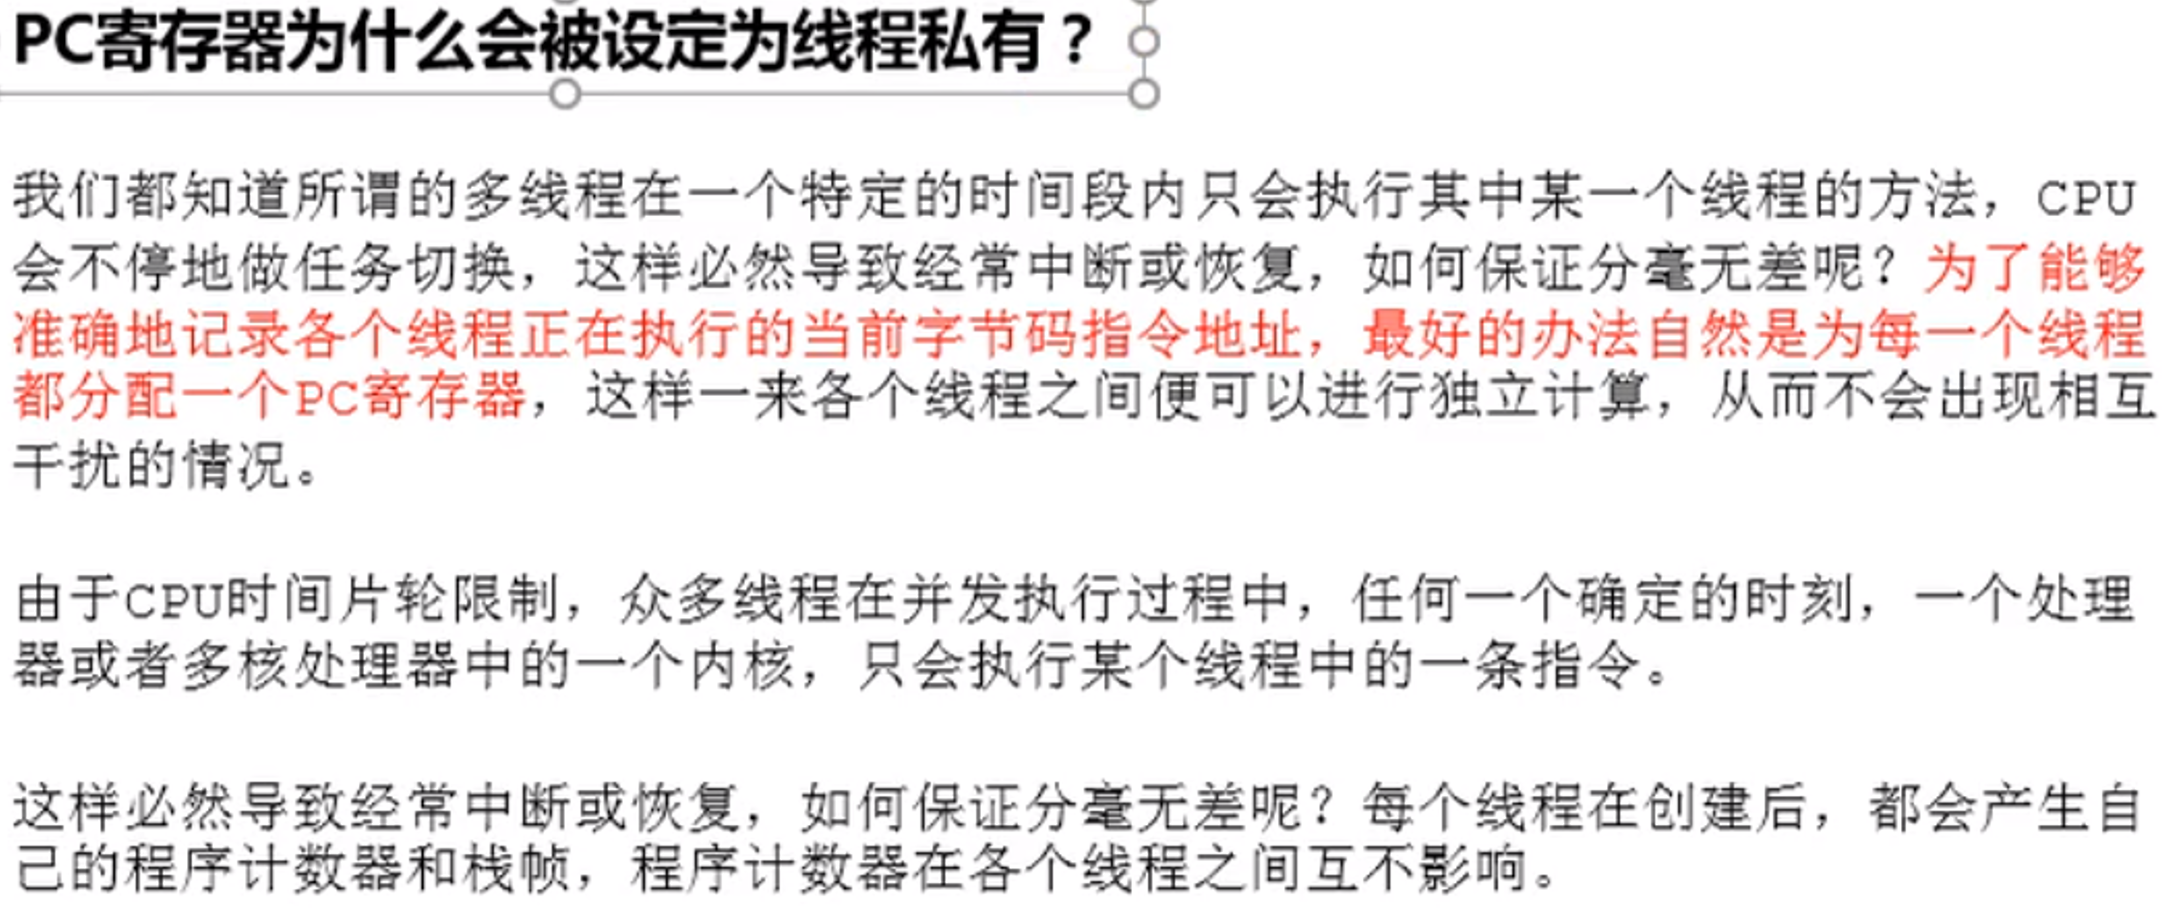 PC寄存器为什么会被设定为线程私有？
我们都知道所谓的多线程在一个特定的时间段内只会执行其中某一个线程的方法，CPU
会不停地做任务切换，这样必然导致经常中断或恢复，如何保证分毫无差呢？为了能够
准确地记录各个线程正在执行的当前字节码指令地址，最好的办法自然是为每一个线程
都分配一个PC寄存器，这样一来各个线程之间便可以进行独立计算，从而不会出现相互
干扰的情况。
由于CPU时间片轮限制，众多线程在并发执行过程中，任何一个确定的时刻，一个处理
器或者多核处理器中的一个内核，只会执行某个线程中的一条指令。
这样必然导致经常中断或恢复，如何保证分毫无差呢？每个线程在创建后，都会产生自
己的程序计数器和栈帧，程序计数器在各个线程之间互不影响。